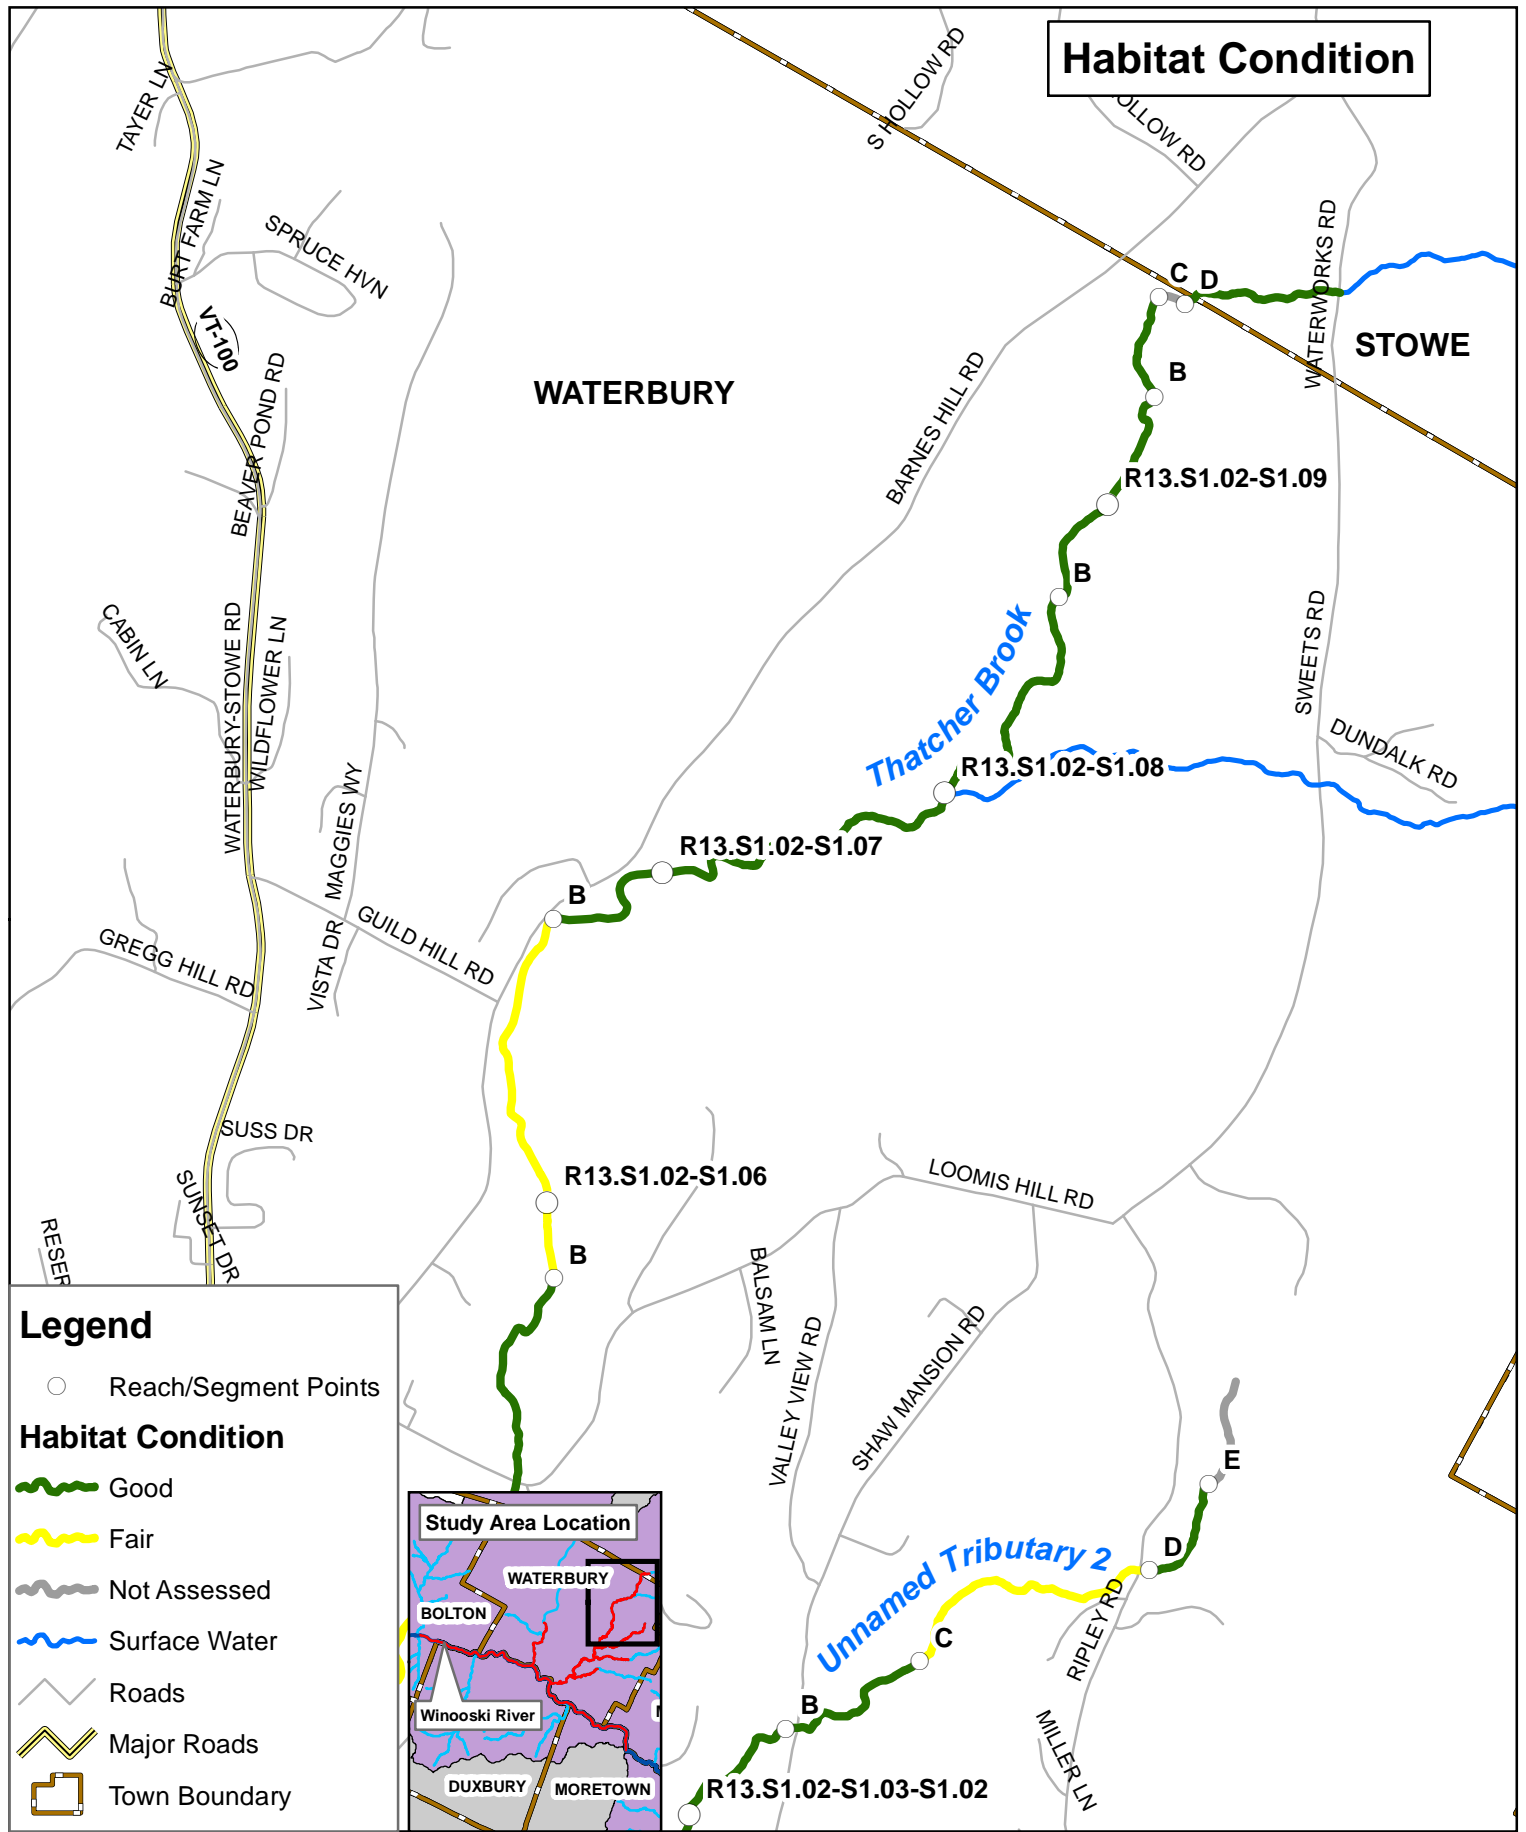 Habitat Condition
S HOLLOW RD
OLLOW RD
TAYER LN
BURT FARM LN
SPRUCE HVN
VT-100
BEAVER POND RD
WATERBURY
BARNES HILL RD
WATERWORKS RD
STOWE
C
D
B
R13.S1.02-S1.09
B
Thatcher Brook
SWEETS RD
DUNDALK RD
R13.S1.02-S1.08
CABIN LN
WATERBURY-STOWE RD
WILDFLOWER LN
MAGGIES WY
VISTA DR
R13.S1.02-S1.07
B
GUILD HILL RD
GREGG HILL RD
SUSS DR
SUNSET DR
RESER
R13.S1.02-S1.06
B
LOOMIS HILL RD
BALSAM LN
VALLEY VIEW RD
SHAW MANSION RD
E
D
Unnamed Tributary 2
C
RIPLEY RD
B
MILLER LN
R13.S1.02-S1.03-S1.02
Legend
Reach/Segment Points
Habitat Condition
Good
Fair
Not Assessed
Surface Water
Roads
Major Roads
Town Boundary
Study Area Location
WATERBURY
BOLTON
Winooski River
DUXBURY
MORETOWN